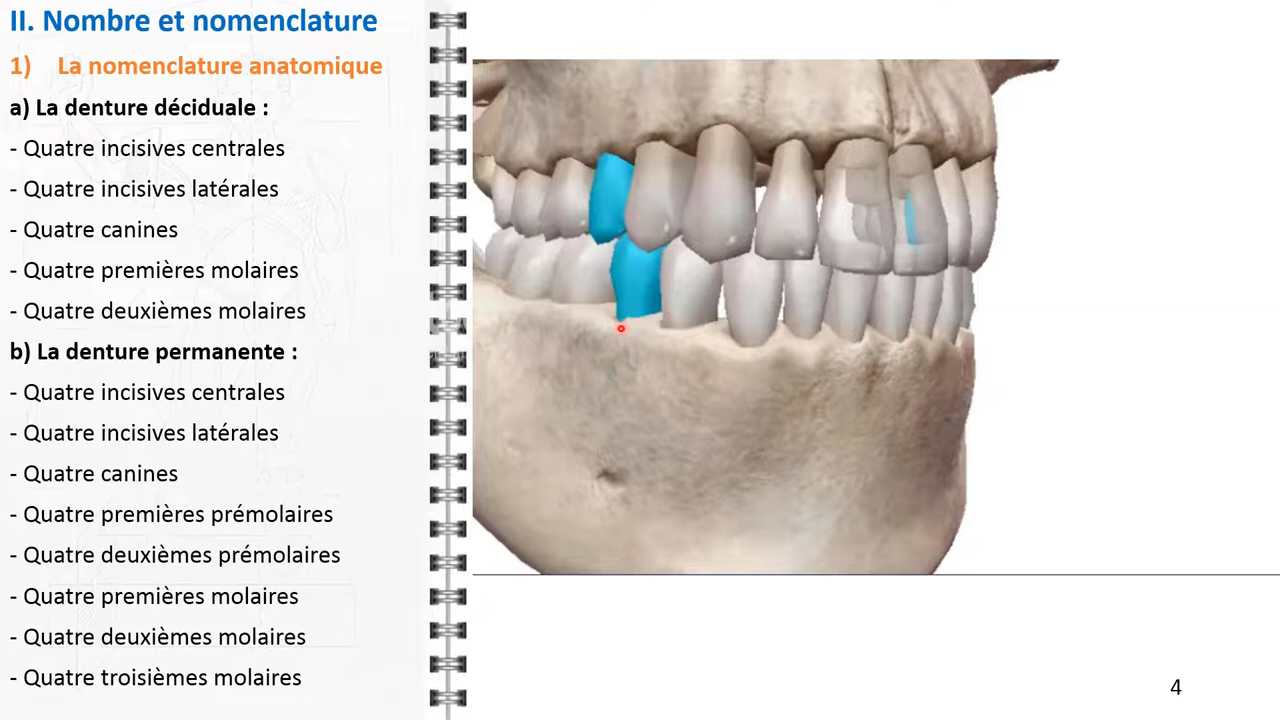 II. Nombre et nomenclature
1) La nomenclature anatomique
a) La denture déciduale :
- Quatre incisives centrales
- Quatre incisives latérales
- Quatre canines
- Quatre premières molaires
- Quatre deuxièmes molaires
b) La denture permanente :
- Quatre incisives centrales
- Quatre incisives latérales
- Quatre canines
- Quatre premières prémolaires
- Quatre deuxièmes prémolaires
- Quatre premières molaires
- Quatre deuxièmes molaires
- Quatre troisièmes molaires
4